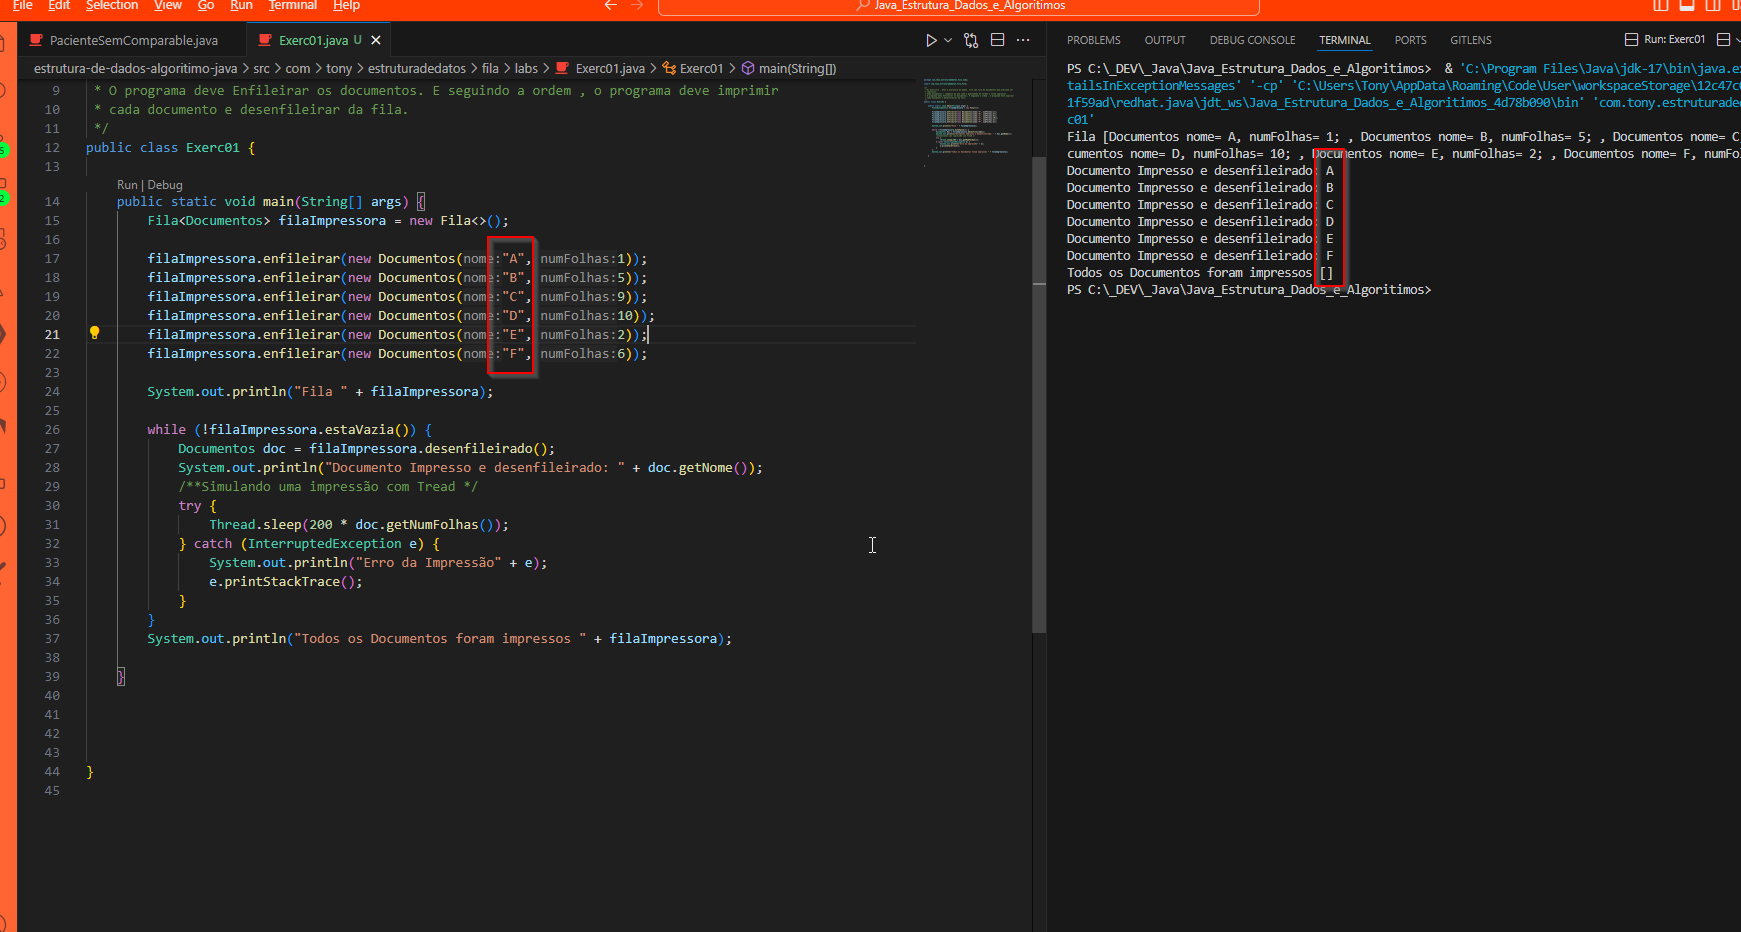 File Edit Selection View Go Run Terminal Help
Java_Estrutura_Dados_e_Algoritimos
PacienteSemComparable.java
Exerc01.java U
estrutura-de-dados-algoritimo-java > src > com > tony > estruturadedatos > fila > labs > Exerc01.java > Exerc01 > main(String[])
9 * O programa deve Enfileirar os documentos. E seguindo a ordem , o programa deve imprimir
10 * cada documento e desenfileirar da fila.
11 */
12 public class Exerc01 {
13
Run | Debug
14 public static void main(String[] args) {
15 Fila<Documentos> filaImpressora = new Fila<>();
16
17 filaImpressora.enfileirar(new Documentos(nome:"A", numFolhas:1));
18 filaImpressora.enfileirar(new Documentos(nome:"B", numFolhas:5));
19 filaImpressora.enfileirar(new Documentos(nome:"C", numFolhas:9));
20 filaImpressora.enfileirar(new Documentos(nome:"D", numFolhas:10));
21 filaImpressora.enfileirar(new Documentos(nome:"E", numFolhas:2));
22 filaImpressora.enfileirar(new Documentos(nome:"F", numFolhas:6));
23
24 System.out.println("Fila " + filaImpressora);
25
26 while (!filaImpressora.estaVazia()) {
27 Documentos doc = filaImpressora.desenfileirado();
28 System.out.println("Documento Impresso e desenfileirado: " + doc.getNome());
29 /**Simulando uma impressão com Tread */
30 try {
31 Thread.sleep(200 * doc.getNumFolhas());
32 } catch (InterruptedException e) {
33 System.out.println("Erro da Impressão" + e);
34 e.printStackTrace();
35 }
36 }
37 System.out.println("Todos os Documentos foram impressos " + filaImpressora);
38
39 }
40
41
42
43
44 }
45
PROBLEMS OUTPUT DEBUG CONSOLE TERMINAL PORTS GITLENS
Run: Exerc01
PS C:\_DEV\_Java\Java_Estrutura_Dados_e_Algoritimos> & 'C:\Program Files\Java\jdk-17\bin\java.ex
tailsInExceptionMessages' '-cp' 'C:\Users\Tony\AppData\Roaming\Code\User\workspaceStorage\12c47c
1f59ad\redhat.java\jdt_ws\Java_Estrutura_Dados_e_Algoritimos_4d78b090\bin' 'com.tony.estruturade
c01'
Fila [Documentos nome= A, numFolhas= 1; , Documentos nome= B, numFolhas= 5; , Documentos nome= C
cumentos nome= D, numFolhas= 10; , Documentos nome= E, numFolhas= 2; , Documentos nome= F, numFo
Documento Impresso e desenfileirado: A
Documento Impresso e desenfileirado: B
Documento Impresso e desenfileirado: C
Documento Impresso e desenfileirado: D
Documento Impresso e desenfileirado: E
Documento Impresso e desenfileirado: F
Todos os Documentos foram impressos []
PS C:\_DEV\_Java\Java_Estrutura_Dados_e_Algoritimos>